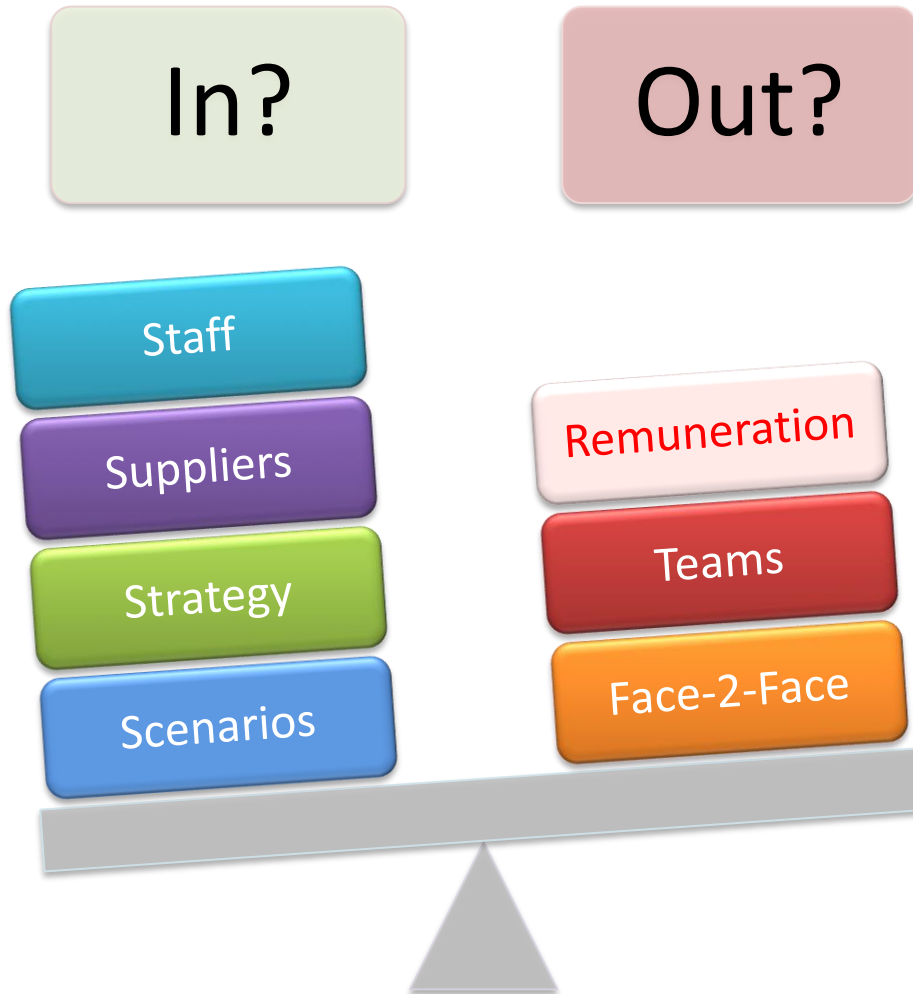 In?
Out?
Staff
Suppliers
Strategy
Scenarios
Remuneration
Teams
Face-2-Face